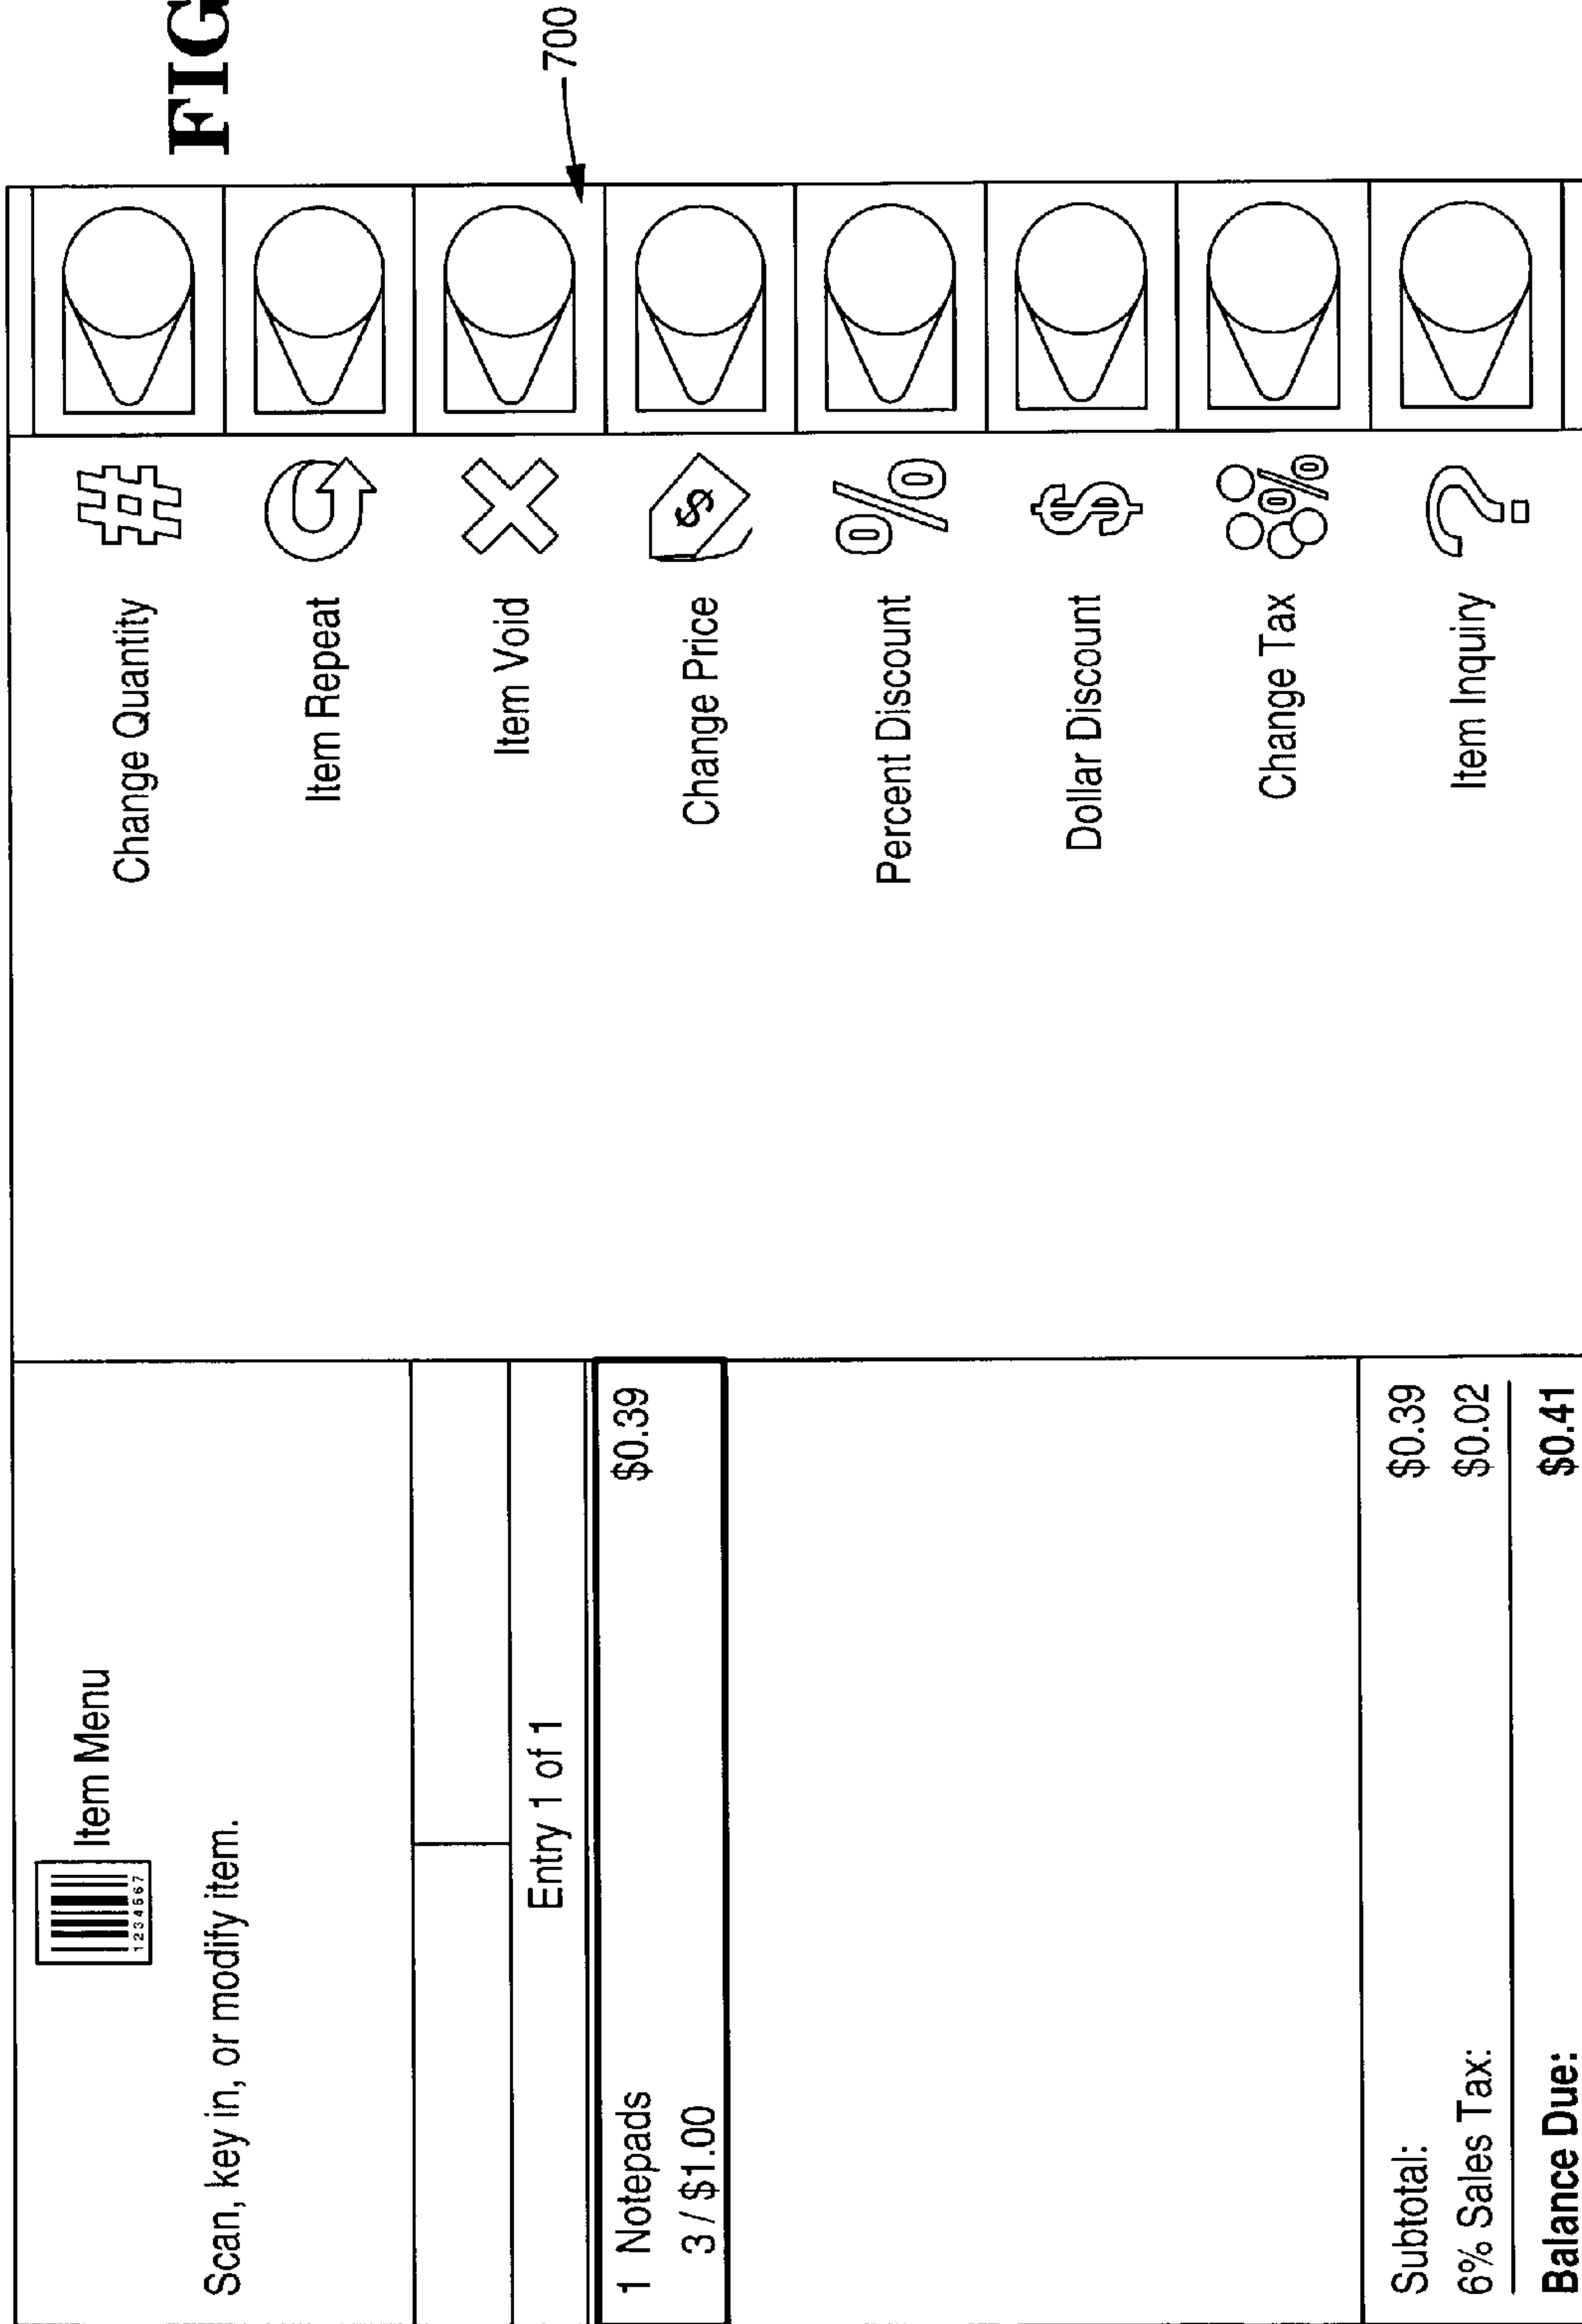 FIG
700
1234567
Item Menu
Scan, key in, or modify item.
Entry 1 of 1
1 Notepads $0.39
3 / $1.00
Subtotal: $0.39
6% Sales Tax: $0.02
Balance Due: $0.41
Change Quantity #
Item Repeat
Item Void
Change Price $
Percent Discount %
Dollar Discount $
Change Tax %
Item Inquiry ?